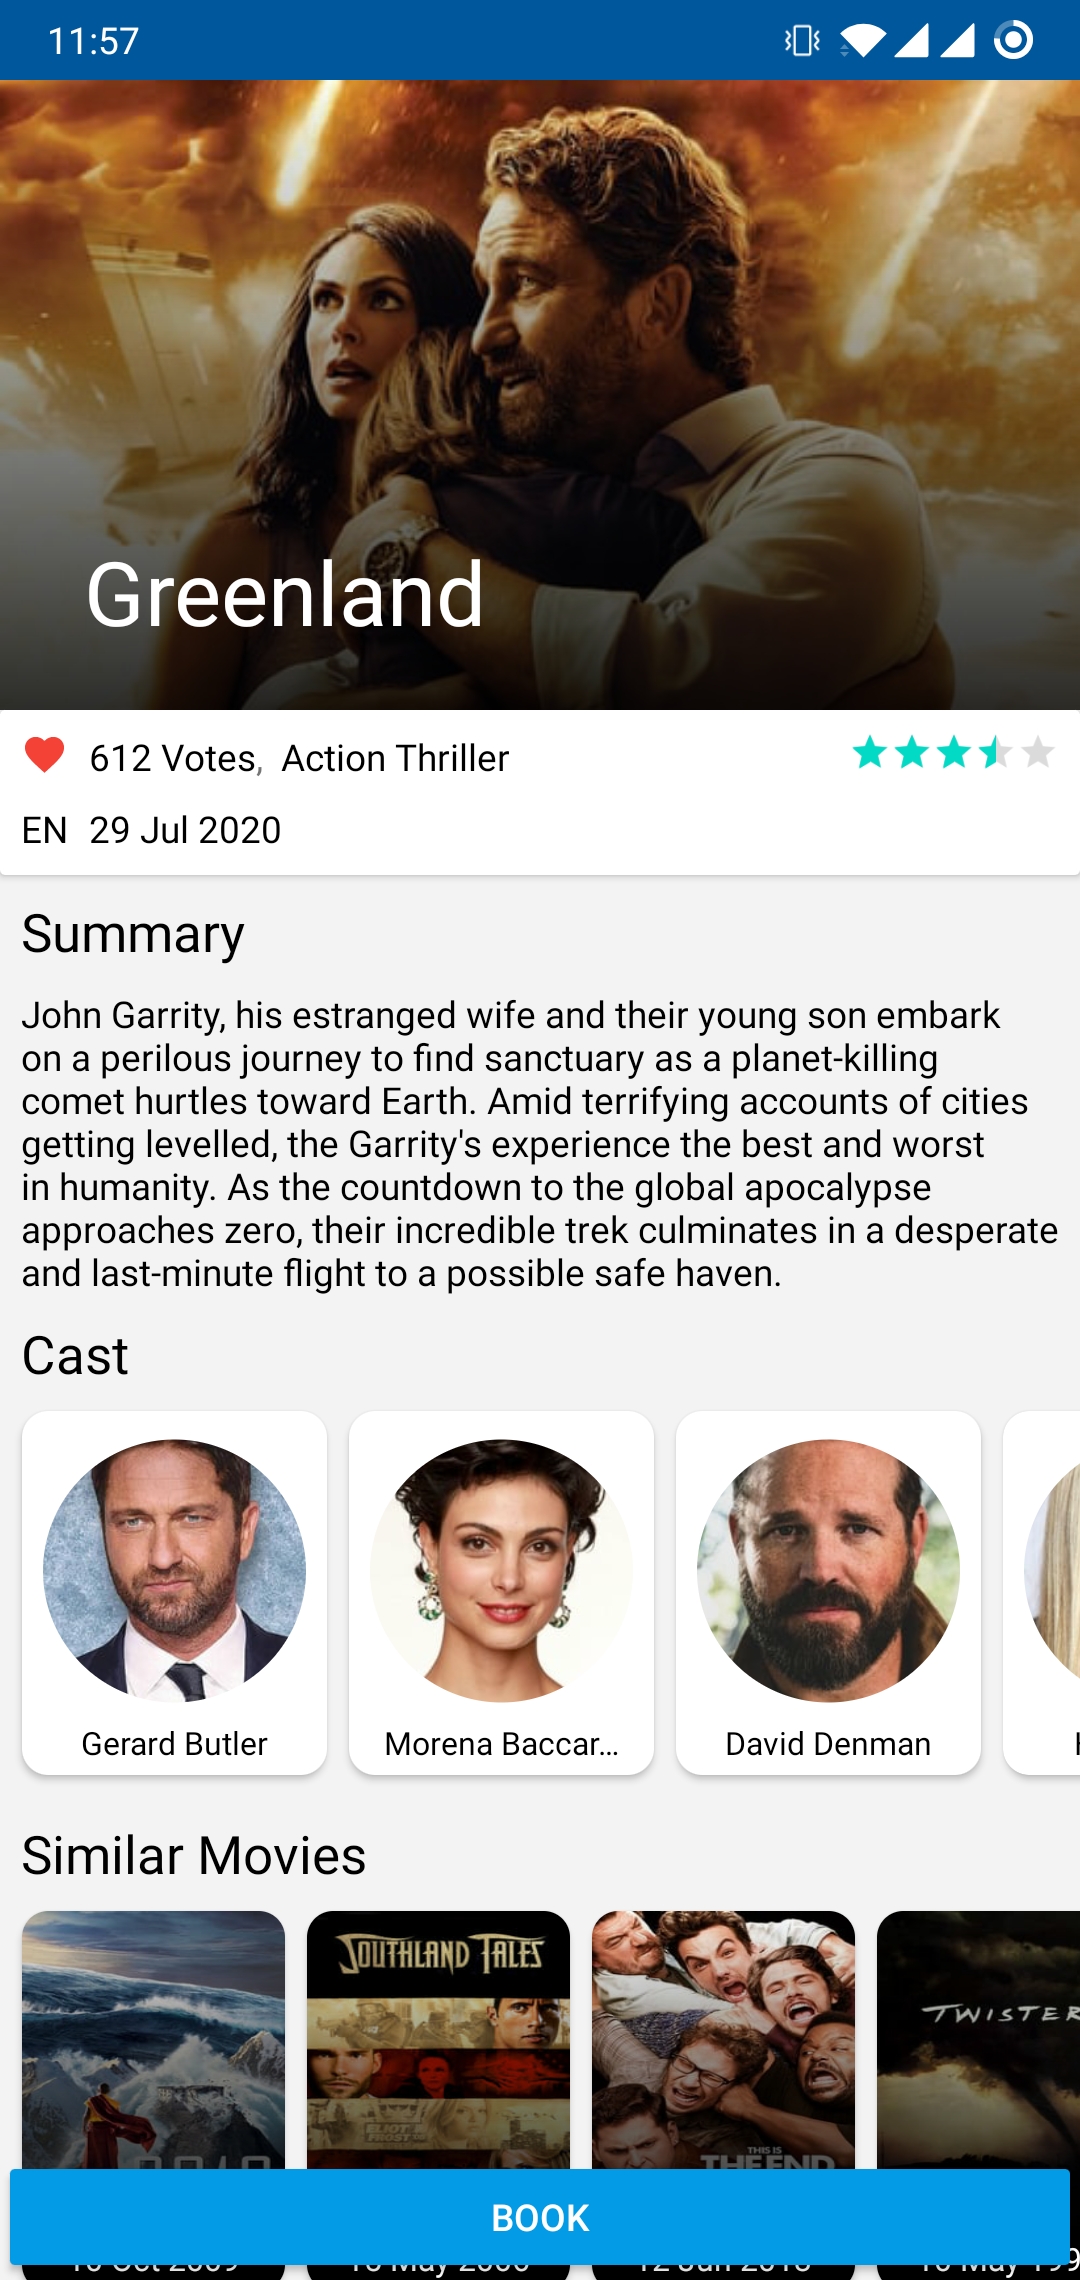 11:57
Greenland
612 Votes, Action Thriller
EN 29 Jul 2020
Summary
John Garrity, his estranged wife and their young son embark
on a perilous journey to find sanctuary as a planet-killing
comet hurtles toward Earth. Amid terrifying accounts of cities
getting levelled, the Garrity's experience the best and worst
in humanity. As the countdown to the global apocalypse
approaches zero, their incredible trek culminates in a desperate
and last-minute flight to a possible safe haven.
Cast
Gerard Butler
Morena Baccar...
David Denman
Similar Movies
SOUTHLAND TALES
TWISTER
THIS IS
THE END
BOOK